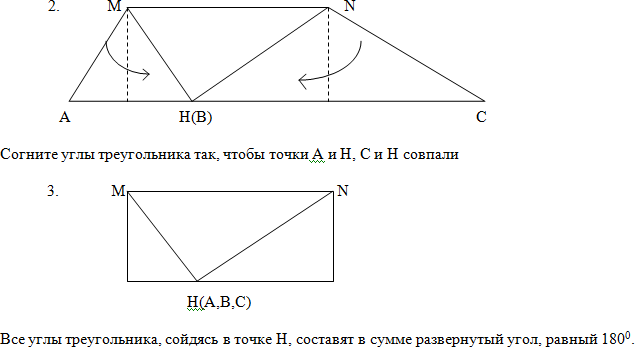 2. M N
A H(B) C
Согните углы треугольника так, чтобы точки А и Н, С и Н совпали
3. M N
H(A,B,C)
Все углы треугольника, сойдясь в точке Н, составят в сумме развернутый угол, равный 180⁰.